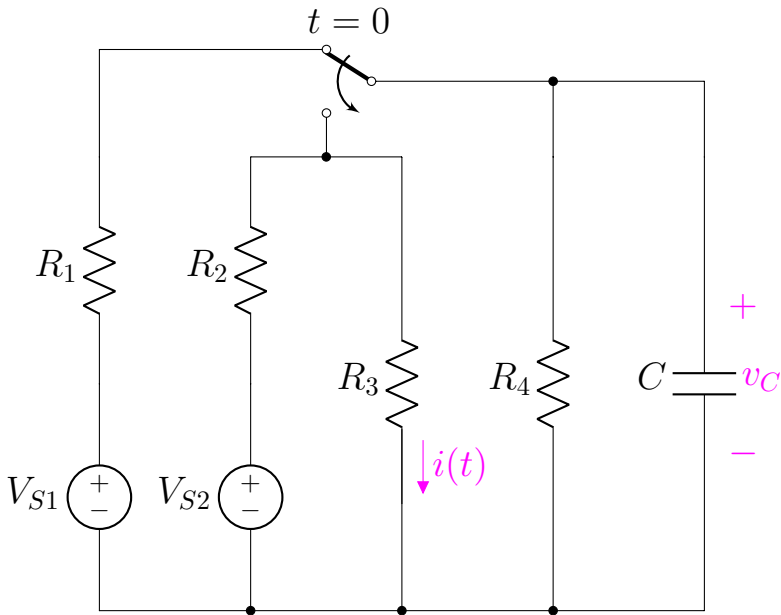 t = 0
R1
R2
R3
R4
C
+
vC
−
i(t)
VS1
+
−
VS2
+
−